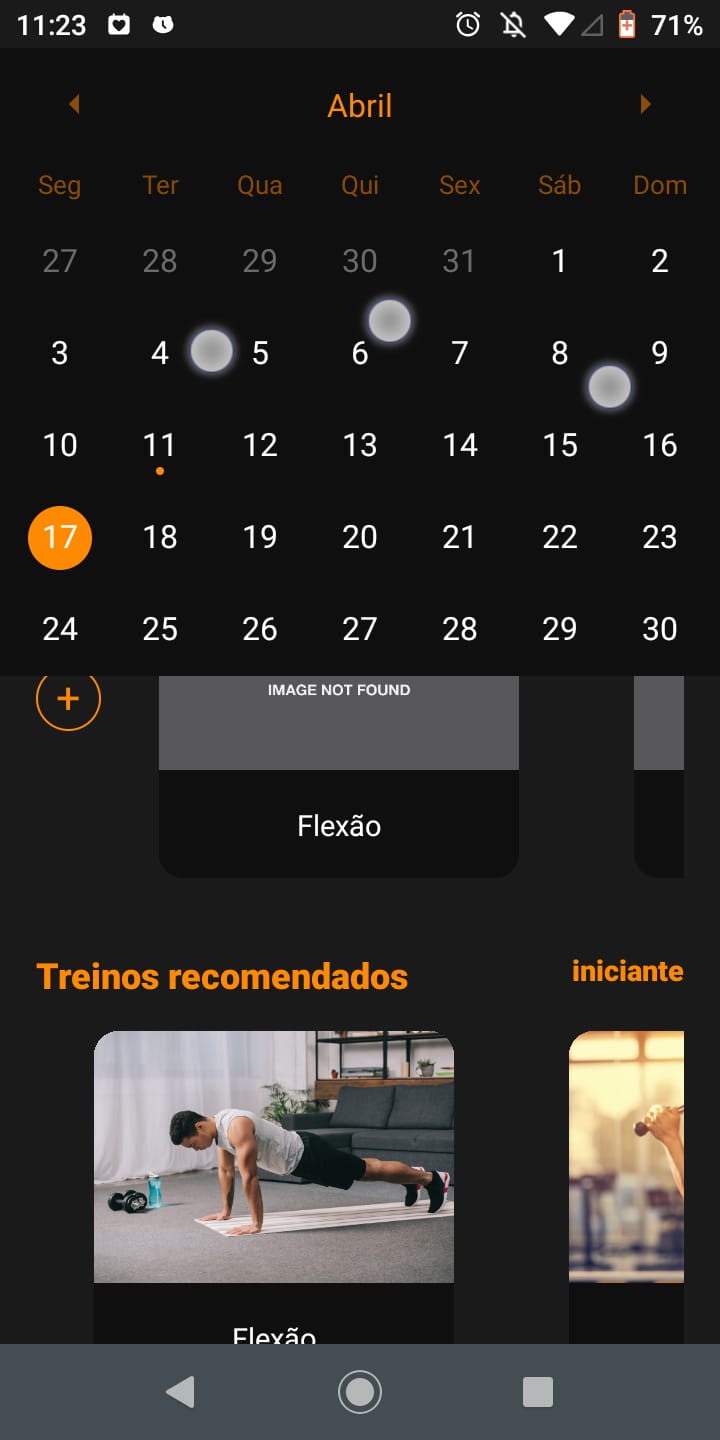 11:23 71%
Abril
Seg Ter Qua Qui Sex Sáb Dom
27 28 29 30 31 1 2
3 4 5 6 7 8 9
10 11 12 13 14 15 16
17 18 19 20 21 22 23
24 25 26 27 28 29 30
+
IMAGE NOT FOUND
Flexão
Treinos recomendados iniciante
Flexão